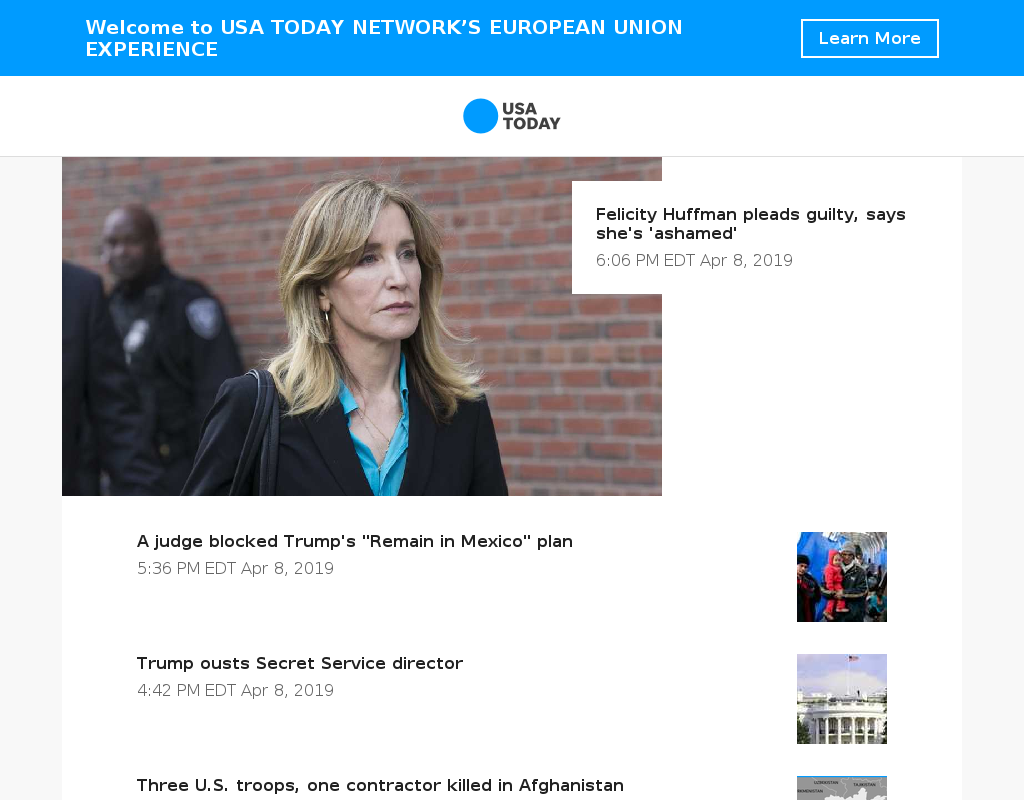 Welcome to USA TODAY NETWORK’S EUROPEAN UNION
EXPERIENCE
Learn More
USA
TODAY
Felicity Huffman pleads guilty, says
she's 'ashamed'
6:06 PM EDT Apr 8, 2019
A judge blocked Trump's "Remain in Mexico" plan
5:36 PM EDT Apr 8, 2019
Trump ousts Secret Service director
4:42 PM EDT Apr 8, 2019
Three U.S. troops, one contractor killed in Afghanistan